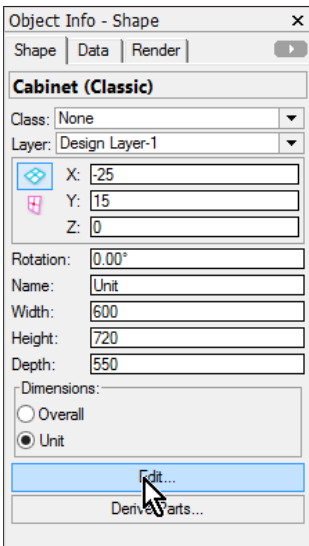 Object Info - Shape
Shape Data Render
Cabinet (Classic)
Class: None
Layer: Design Layer-1
X: -25
Y: 15
Z: 0
Rotation: 0.00°
Name: Unit
Width: 600
Height: 720
Depth: 550
Dimensions:
Overall
Unit
Edit...
Derive Parts...